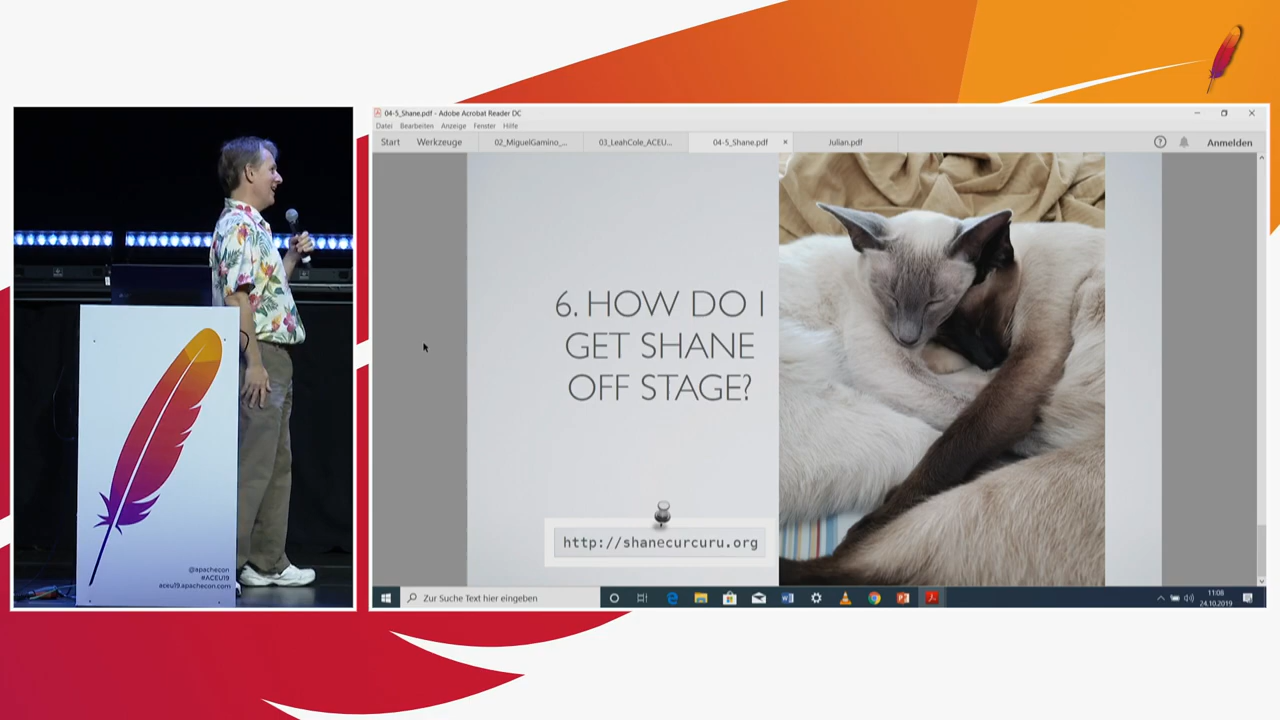 04-5_Shane.pdf - Adobe Acrobat Reader DC
Datei Bearbeiten Anzeige Fenster Hilfe
Start Werkzeuge 02_MiguelGamino_... 03_LeahCole_ACEU... 04-5_Shane.pdf × Julian.pdf ? Anmelden
6. HOW DO I
GET SHANE
OFF STAGE?
http://shanecurcuru.org
@apachecon
#ACEU19
aceu19.apachecon.com
Zur Suche Text hier eingeben
11:08
24.10.2019